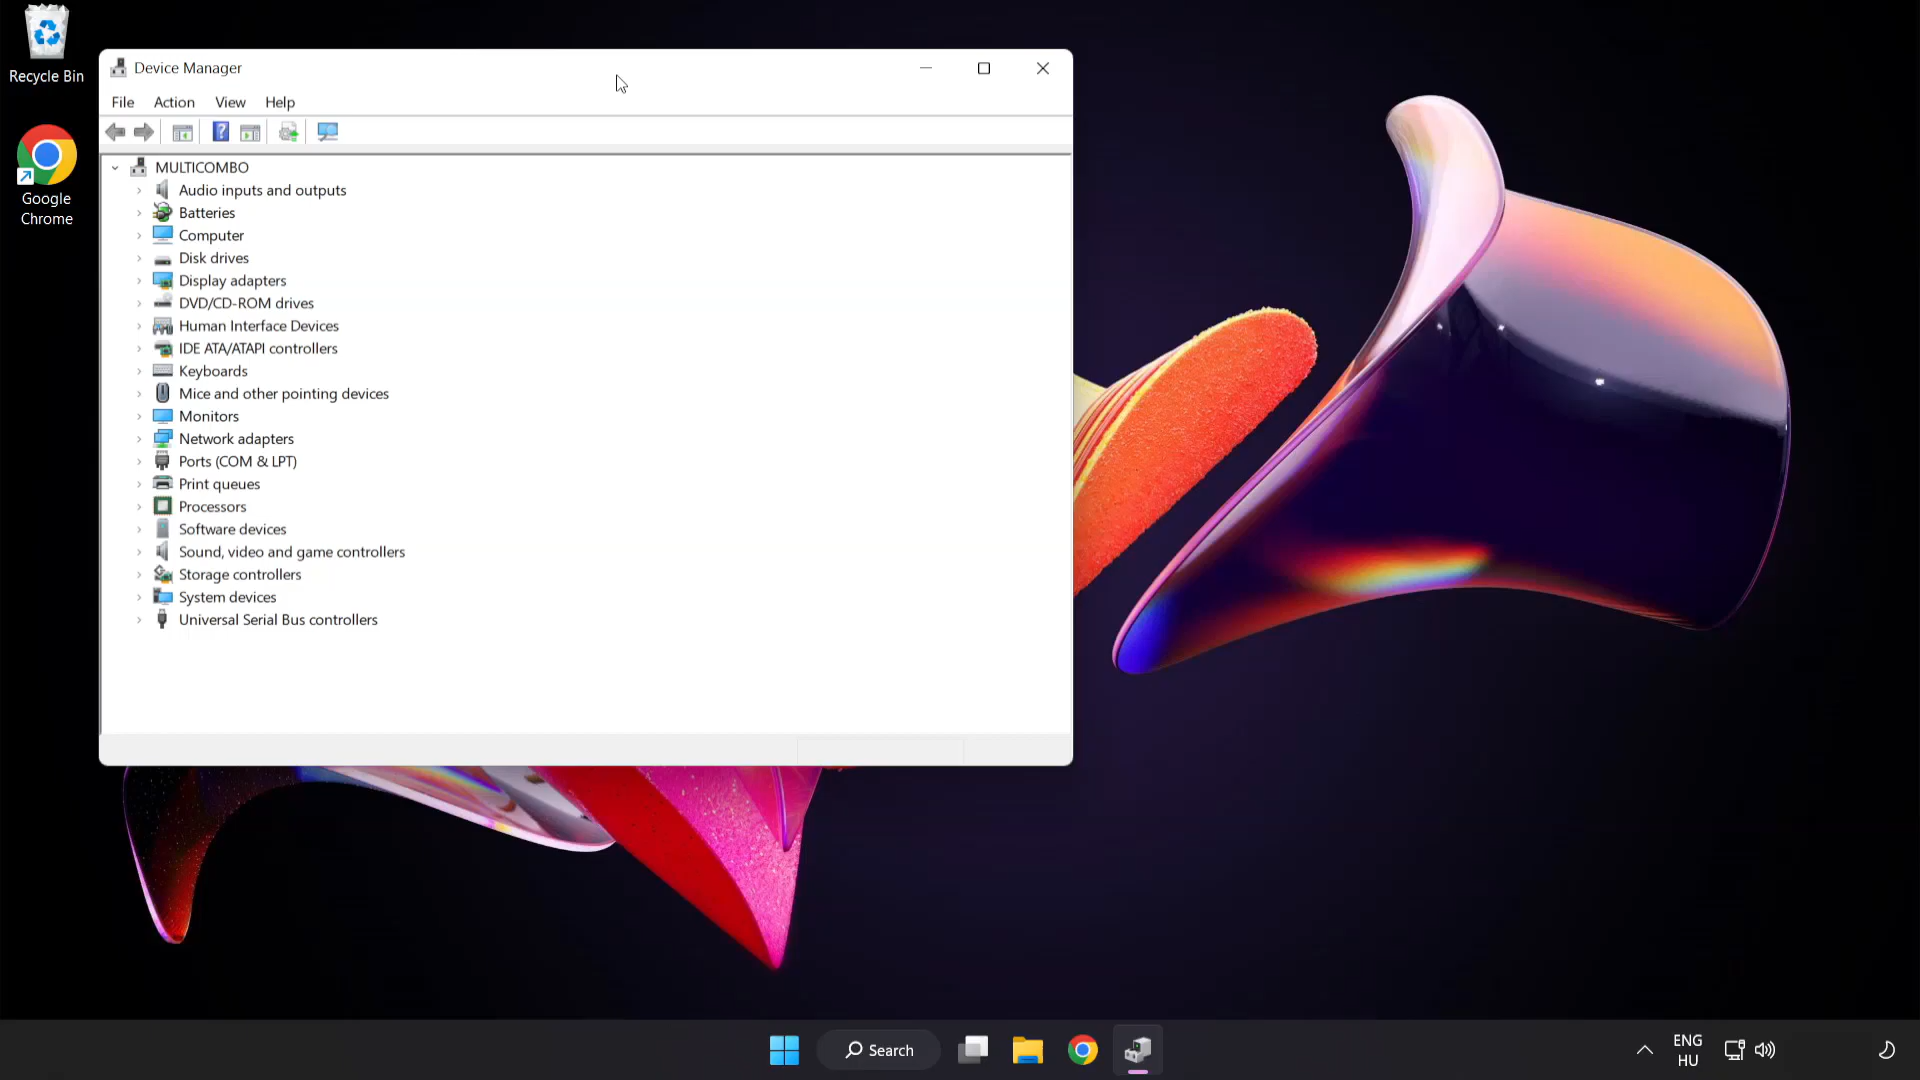 Recycle Bin
Google
Chrome
Device Manager
File Action View Help
MULTICOMBO
Audio inputs and outputs
Batteries
Computer
Disk drives
Display adapters
DVD/CD-ROM drives
Human Interface Devices
IDE ATA/ATAPI controllers
Keyboards
Mice and other pointing devices
Monitors
Network adapters
Ports (COM & LPT)
Print queues
Processors
Software devices
Sound, video and game controllers
Storage controllers
System devices
Universal Serial Bus controllers
Search
ENG
HU